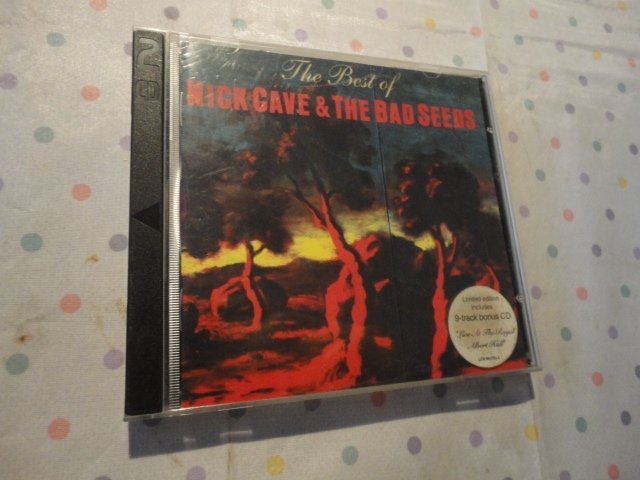 The Best of
NICK CAVE & THE BAD SEEDS
Limited edition
includes
9-track bonus CD
"Live At The Royal
Albert Hall"